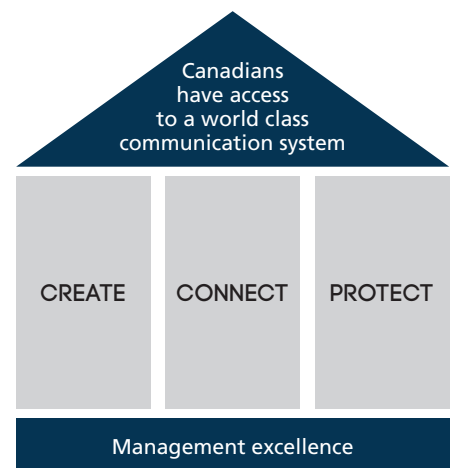 Canadians
have access
to a world class
communication system
CREATE
CONNECT
PROTECT
Management excellence